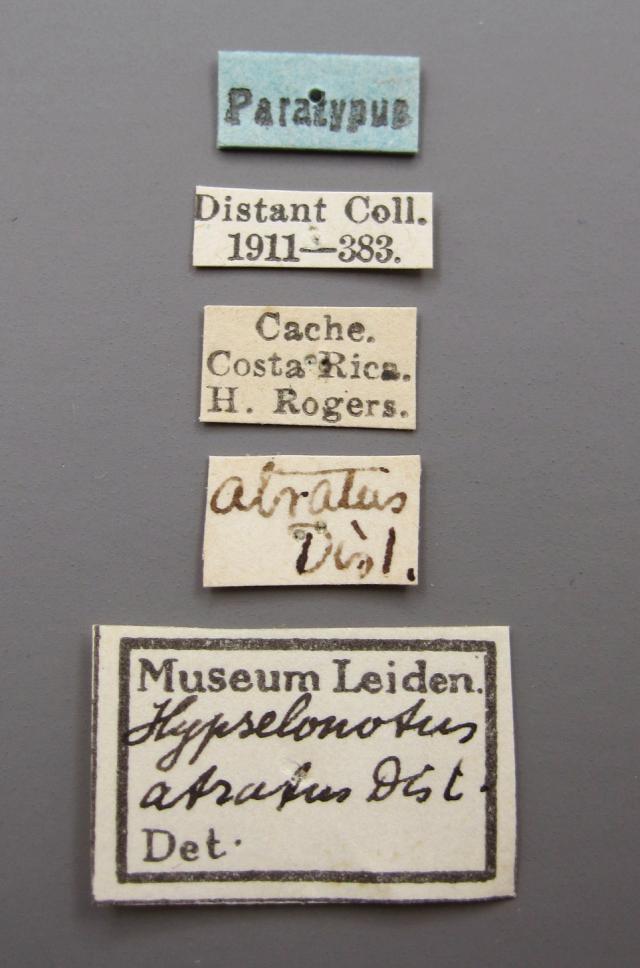 Paratypus
Distant Coll.
1911—383.
Cache.
Costa Rica.
H. Rogers.
atratus
Dist.
Museum Leiden.
Hypselonotus
atratus Dist.
Det.